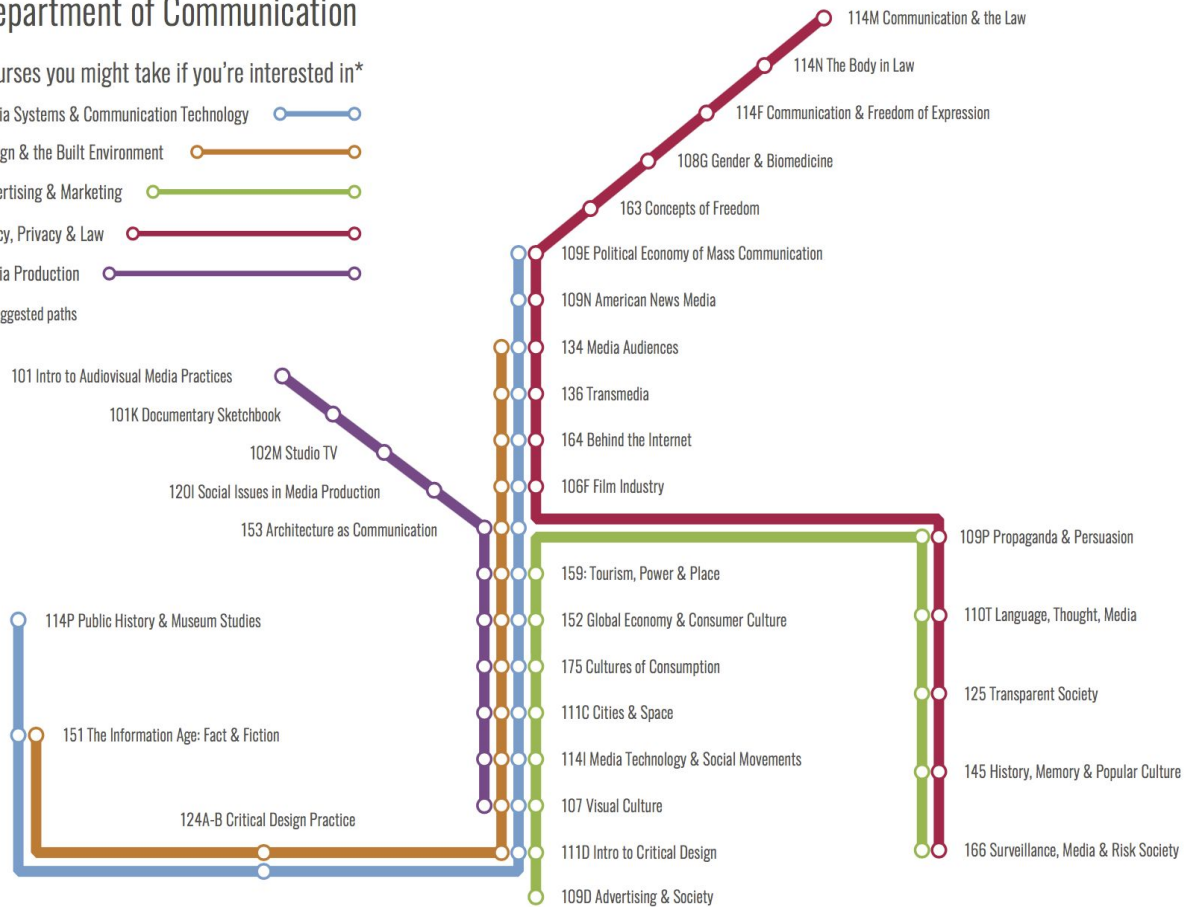 epartment of Communication
urses you might take if you're interested in*
ia Systems & Communication Technology
gn & the Built Environment
ertising & Marketing
cy, Privacy & Law
ia Production
ggested paths
114M Communication & the Law
114N The Body in Law
114F Communication & Freedom of Expression
108G Gender & Biomedicine
163 Concepts of Freedom
109E Political Economy of Mass Communication
109N American News Media
134 Media Audiences
136 Transmedia
164 Behind the Internet
106F Film Industry
101 Intro to Audiovisual Media Practices
101K Documentary Sketchbook
102M Studio TV
120I Social Issues in Media Production
153 Architecture as Communication
109P Propaganda & Persuasion
110T Language, Thought, Media
125 Transparent Society
145 History, Memory & Popular Culture
166 Surveillance, Media & Risk Society
159: Tourism, Power & Place
152 Global Economy & Consumer Culture
175 Cultures of Consumption
111C Cities & Space
114I Media Technology & Social Movements
107 Visual Culture
111D Intro to Critical Design
109D Advertising & Society
114P Public History & Museum Studies
151 The Information Age: Fact & Fiction
124A-B Critical Design Practice